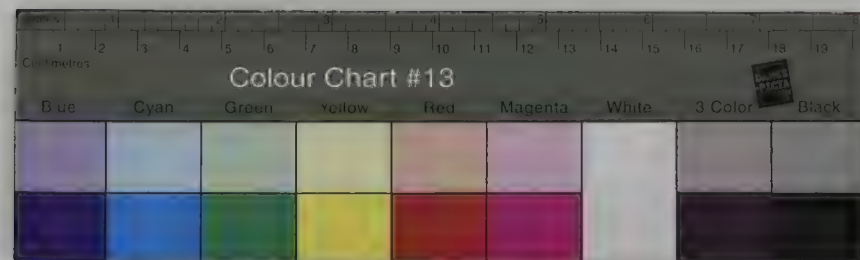 1 2 3 4 5 6 7 8 9 10 11 12 13 14 15 16 17 18 19
Centimetres
Colour Chart #13
Blue Cyan Green Yellow Red Magenta White 3 Color Black